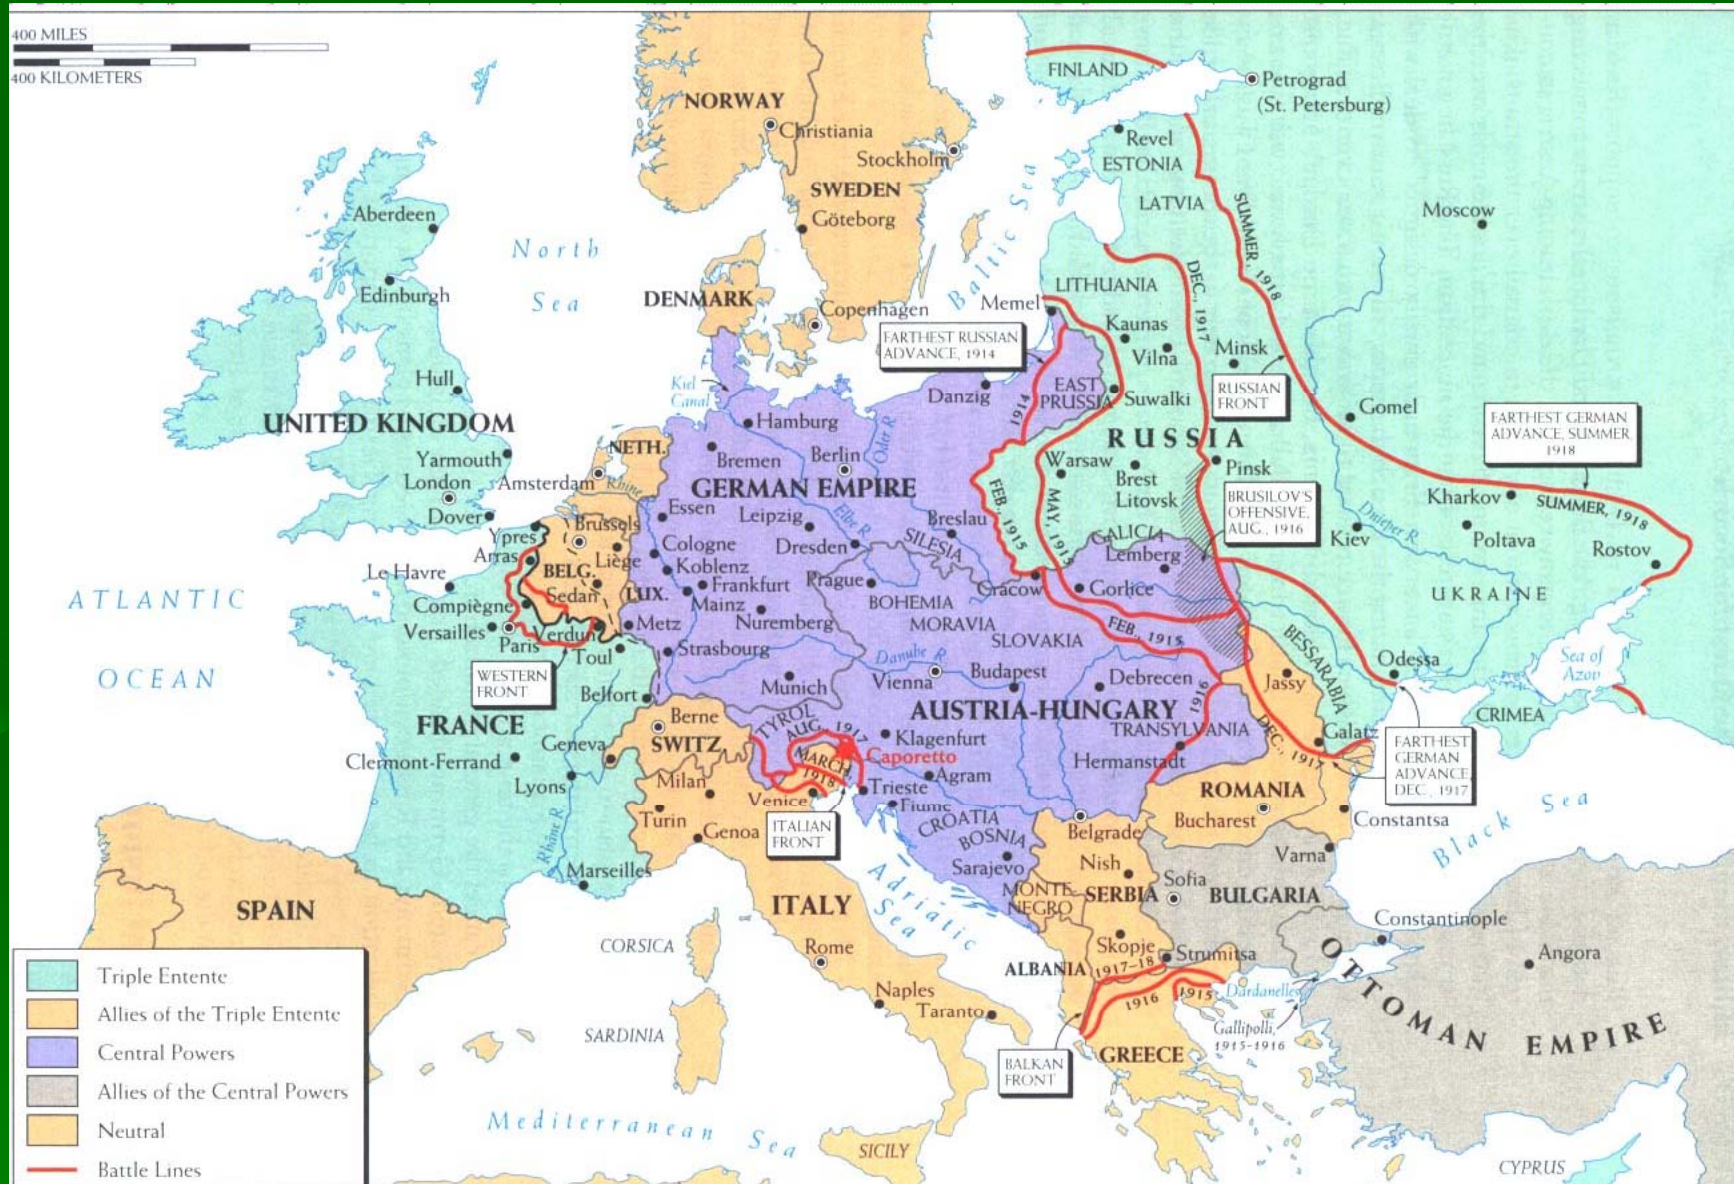 400 MILES
400 KILOMETERS
FINLAND
Petrograd
(St. Petersburg)
NORWAY
Christiania
Stockholm
SWEDEN
Göteborg
Revel
ESTONIA
LATVIA
Moscow
Aberdeen
Edinburgh
North
Sea
Baltic Sea
DENMARK
Copenhagen
SUMMER, 1918
DEC., 1917
LITHUANIA
Memel
Kaunas
Vilna
Minsk
FARTHEST RUSSIAN
ADVANCE, 1914
RUSSIAN
FRONT
Hull
UNITED KINGDOM
Yarmouth
London
Dover
Kiel
Canal
Hamburg
Bremen
Berlin
Oder R.
Danzig
EAST
PRUSSIA
1914
Suwalki
Gomel
FARTHEST GERMAN
ADVANCE, SUMMER,
1918
RUSSIA
NETH.
Amsterdam
Rhine R.
GERMAN EMPIRE
Warsaw
Brest
Litovsk
Pinsk
FEB., 1915
MAY, 1915
BRUSILOV'S
OFFENSIVE,
AUG., 1916
Kharkov
SUMMER, 1918
Poltava
Rostov
Kiev
Dnieper R.
UKRAINE
Ypres
Arras
Brussels
Liège
BELG.
Sedan
LUX.
Essen
Cologne
Koblenz
Frankfurt
Mainz
Nuremberg
Leipzig
Dresden
Elbe R.
Breslau
SILESIA
Prague
BOHEMIA
MORAVIA
SLOVAKIA
Cracow
GALICIA
Lemberg
Gorlice
FEB., 1915
Le Havre
Compiègne
Versailles
Paris
Verdun
Toul
Metz
Strasbourg
Belfort
WESTERN
FRONT
ATLANTIC
OCEAN
Danube R.
Munich
Vienna
Budapest
Debrecen
AUSTRIA-HUNGARY
1916
TRANSYLVANIA
Hermanstadt
BESSARABIA
Jassy
Galatz
Odessa
Sea of
Azov
CRIMEA
FARTHEST
GERMAN
ADVANCE
DEC., 1917
FRANCE
Clermont-Ferrand
Lyons
Rhône R.
Marseilles
Geneva
Berne
SWITZ.
TYROL
AUG., 1917
MARCH,
1918
Caporetto
Klagenfurt
Agram
Trieste
Fiume
Venice
ITALIAN
FRONT
Milan
Turin
Genoa
CROATIA
BOSNIA
Sarajevo
Belgrade
Nish
ROMANIA
Bucharest
Constantsa
Varna
Black Sea
Adriatic
Sea
MONTE-
NEGRO
SERBIA
Sofia
BULGARIA
Skopje
Strumitsa
ALBANIA
1917-18
1916
1915
Dardanelles
Gallipolli,
1915-1916
Constantinople
Angora
OTTOMAN EMPIRE
BALKAN
FRONT
GREECE
SPAIN
CORSICA
SARDINIA
ITALY
Rome
Naples
Taranto
Mediterranean Sea
SICILY
CYPRUS
Triple Entente
Allies of the Triple Entente
Central Powers
Allies of the Central Powers
Neutral
Battle Lines